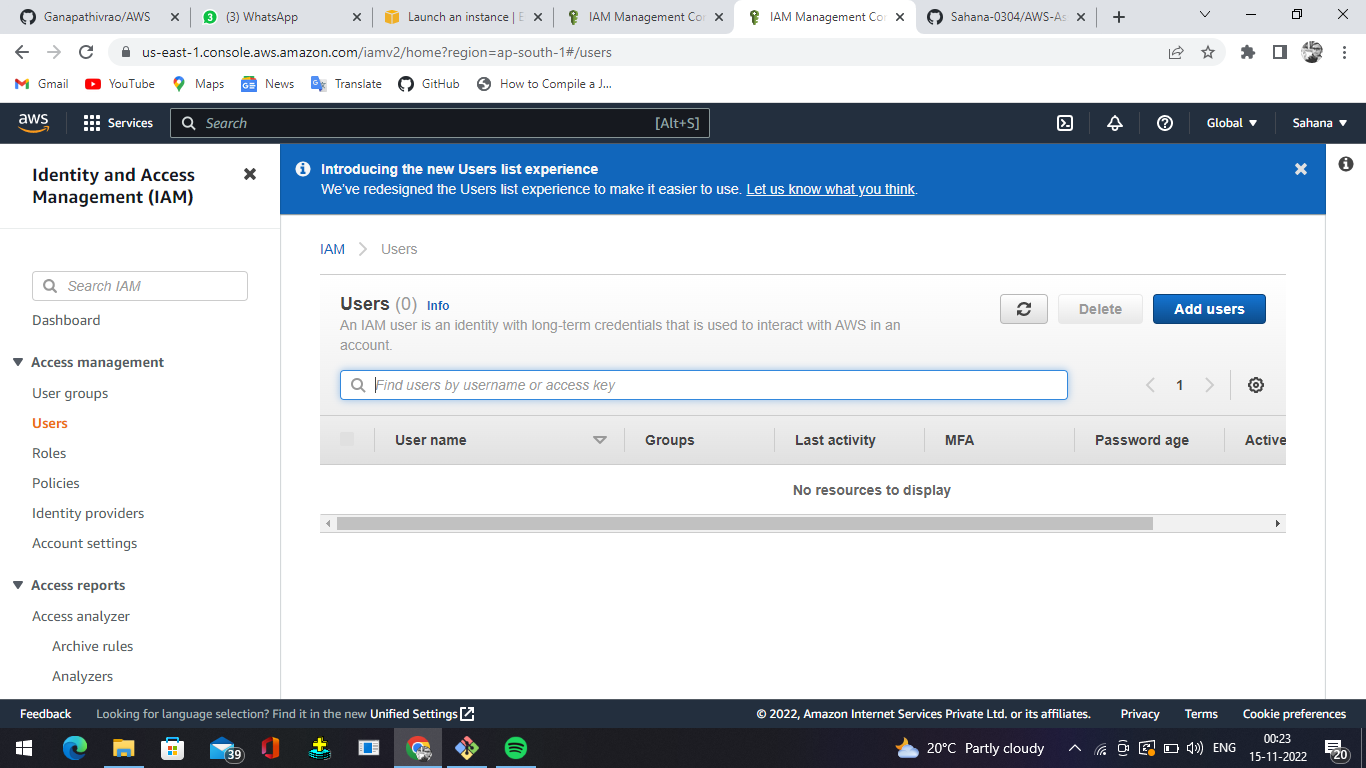 Ganapathivrao/AWS
(3) WhatsApp
Launch an instance | E
IAM Management Co
IAM Management Co
Sahana-0304/AWS-As
us-east-1.console.aws.amazon.com/iamv2/home?region=ap-south-1#/users
Gmail
YouTube
Maps
News
Translate
GitHub
How to Compile a J...
aws
Services
Search
[Alt+S]
Global
Sahana
Identity and Access
Management (IAM)
Search IAM
Dashboard
Access management
User groups
Users
Roles
Policies
Identity providers
Account settings
Access reports
Access analyzer
Archive rules
Analyzers
Introducing the new Users list experience
We've redesigned the Users list experience to make it easier to use. Let us know what you think.
IAM
Users
Users (0) Info
An IAM user is an identity with long-term credentials that is used to interact with AWS in an
account.
Delete
Add users
Find users by username or access key
1
User name
Groups
Last activity
MFA
Password age
Active
No resources to display
Feedback
Looking for language selection? Find it in the new Unified Settings
© 2022, Amazon Internet Services Private Ltd. or its affiliates.
Privacy
Terms
Cookie preferences
39
20°C Partly cloudy
ENG
00:23
15-11-2022
20